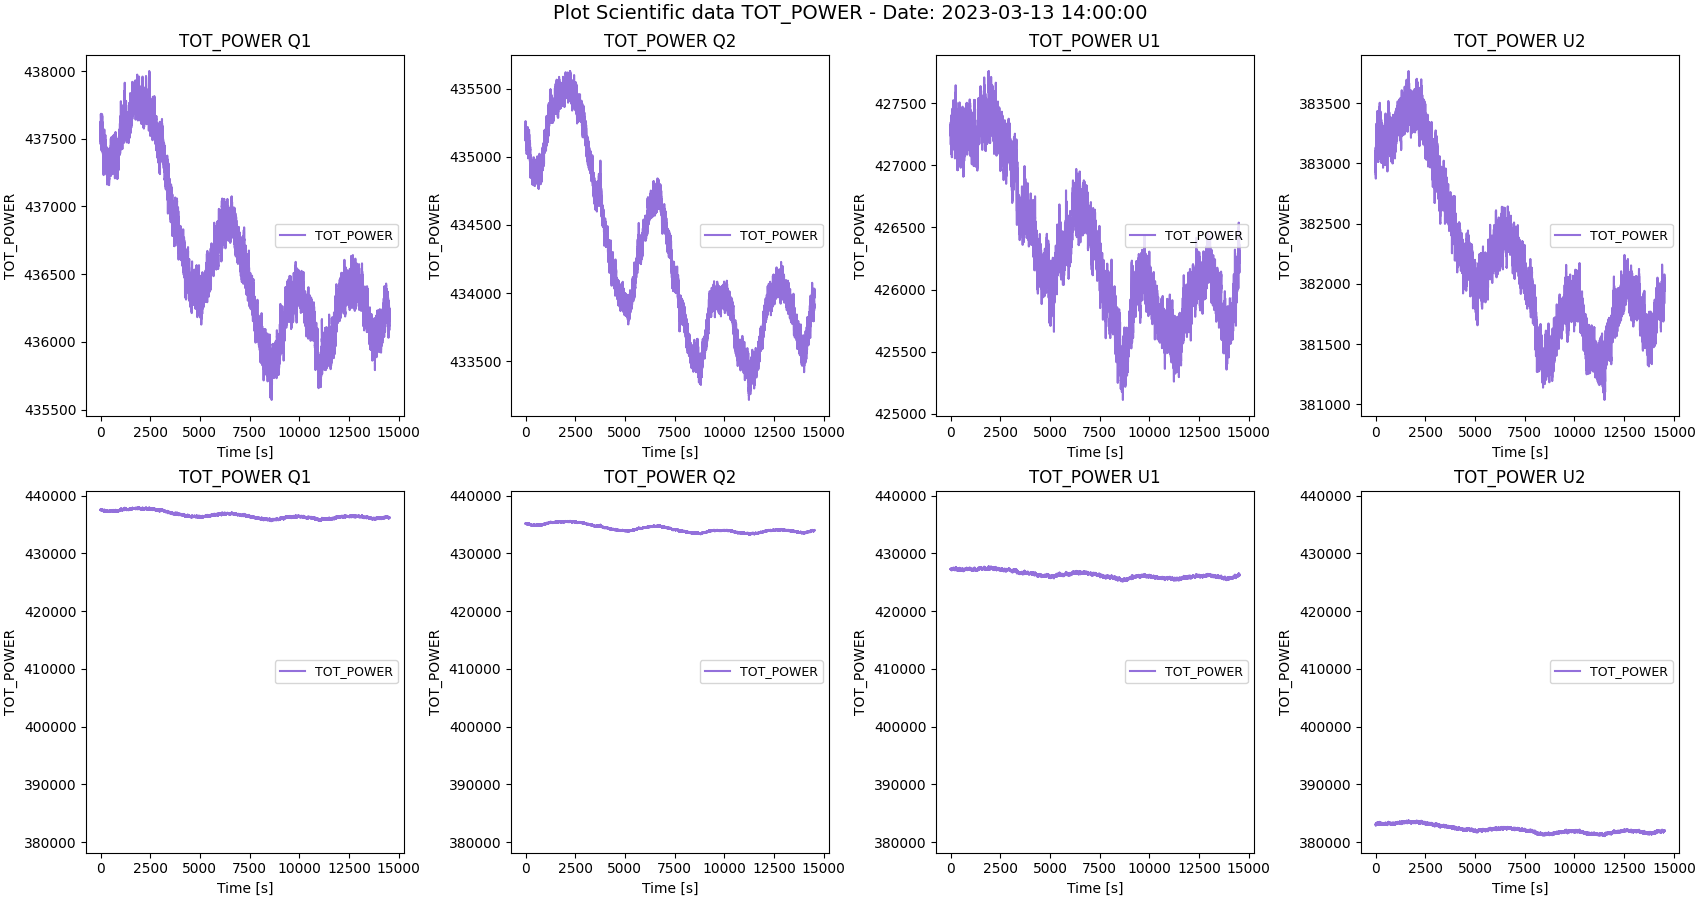 Plot Scientific data TOT_POWER - Date: 2023-03-13 14:00:00
TOT_POWER Q1
TOT_POWER
438000
437500
437000
436500
436000
435500
TOT_POWER
0 2500 5000 7500 10000 12500 15000
Time [s]
TOT_POWER Q2
TOT_POWER
435500
435000
434500
434000
433500
TOT_POWER
0 2500 5000 7500 10000 12500 15000
Time [s]
TOT_POWER U1
TOT_POWER
427500
427000
426500
426000
425500
425000
TOT_POWER
0 2500 5000 7500 10000 12500 15000
Time [s]
TOT_POWER U2
TOT_POWER
383500
383000
382500
382000
381500
381000
TOT_POWER
0 2500 5000 7500 10000 12500 15000
Time [s]
TOT_POWER Q1
TOT_POWER
440000
430000
420000
410000
400000
390000
380000
TOT_POWER
0 2500 5000 7500 10000 12500 15000
Time [s]
TOT_POWER Q2
TOT_POWER
440000
430000
420000
410000
400000
390000
380000
TOT_POWER
0 2500 5000 7500 10000 12500 15000
Time [s]
TOT_POWER U1
TOT_POWER
440000
430000
420000
410000
400000
390000
380000
TOT_POWER
0 2500 5000 7500 10000 12500 15000
Time [s]
TOT_POWER U2
TOT_POWER
440000
430000
420000
410000
400000
390000
380000
TOT_POWER
0 2500 5000 7500 10000 12500 15000
Time [s]